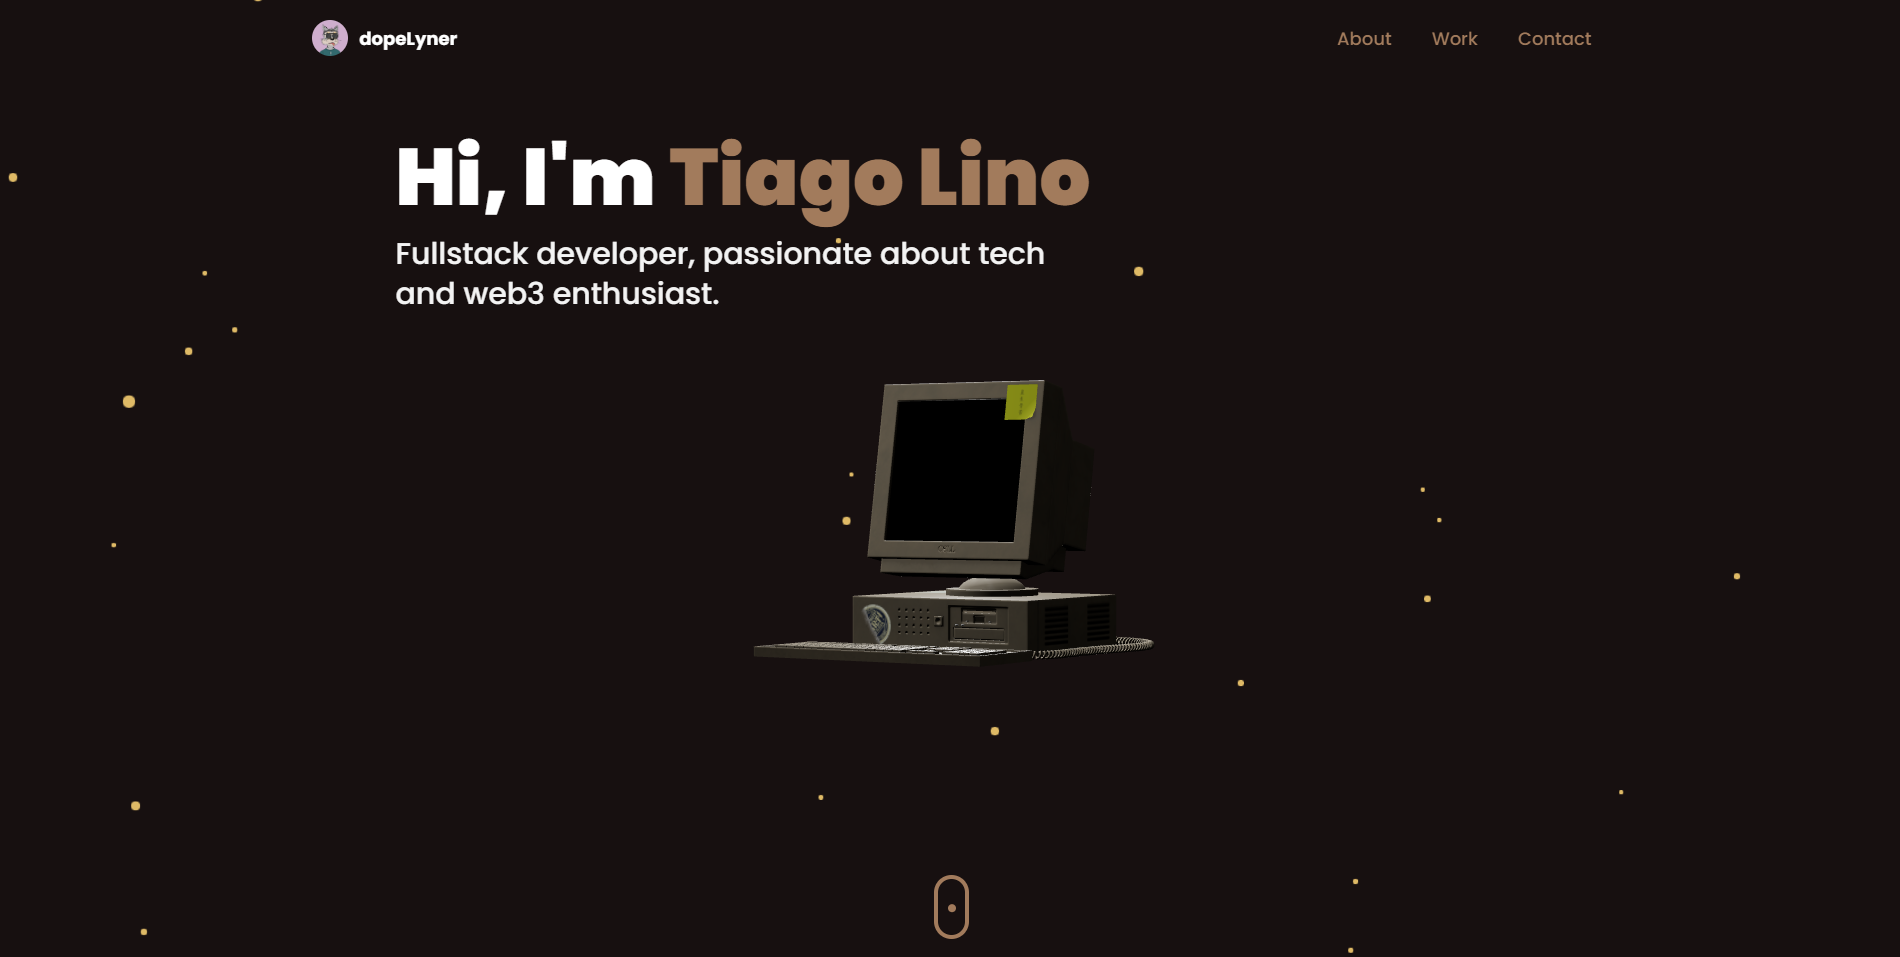 dopeLyner
About
Work
Contact
Hi, I'm Tiago Lino
Fullstack developer, passionate about tech
and web3 enthusiast.